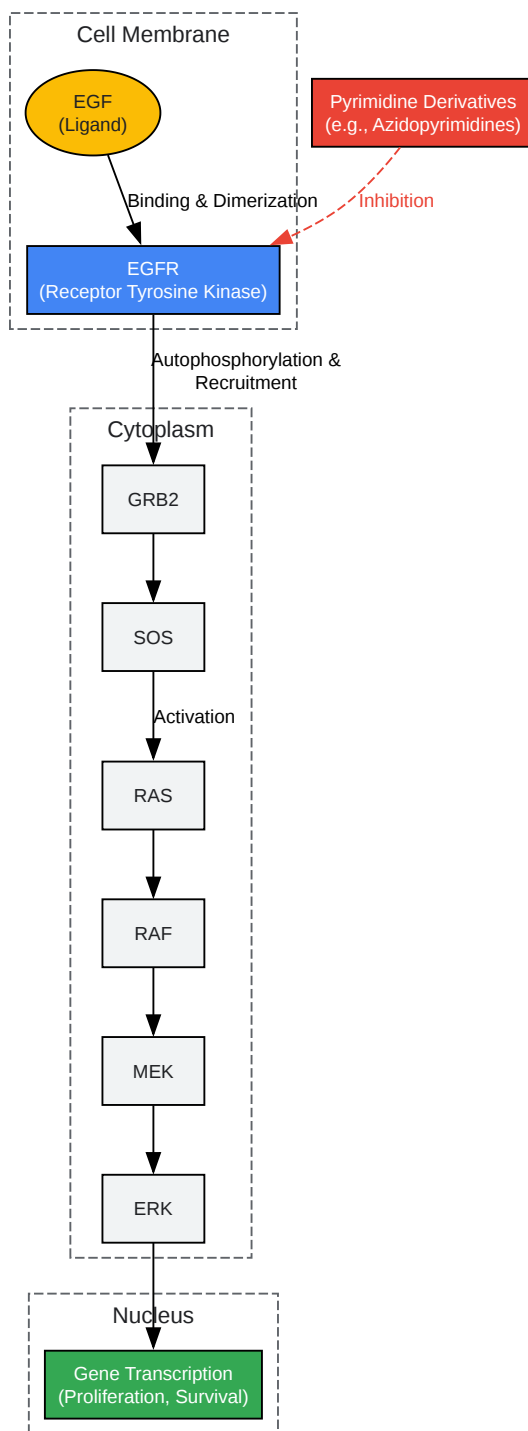 Cell Membrane
EGF
(Ligand)
Pyrimidine Derivatives
(e.g., Azidopyrimidines)
Binding & Dimerization
Inhibition
EGFR
(Receptor Tyrosine Kinase)
Autophosphorylation &
Recruitment
Cytoplasm
GRB2
SOS
Activation
RAS
RAF
MEK
ERK
Nucleus
Gene Transcription
(Proliferation, Survival)